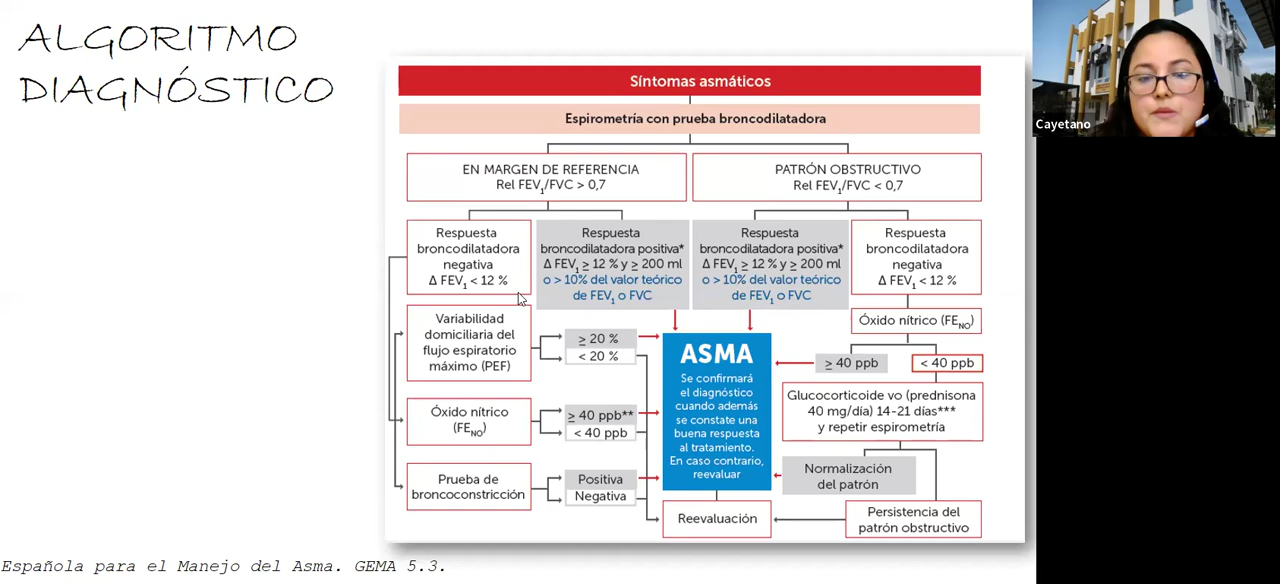 ALGORITMO
DIAGNÓSTICO
Síntomas asmáticos
Espirometría con prueba broncodilatadora
EN MARGEN DE REFERENCIA
Rel FEV1/FVC > 0,7
PATRÓN OBSTRUCTIVO
Rel FEV1/FVC < 0,7
Respuesta
broncodilatadora
negativa
Δ FEV1 < 12 %
Respuesta
broncodilatadora positiva*
Δ FEV1 ≥ 12 % y ≥ 200 ml
o > 10% del valor teórico
de FEV1 o FVC
Respuesta
broncodilatadora positiva*
Δ FEV1 ≥ 12 % y ≥ 200 ml
o > 10% del valor teórico
de FEV1 o FVC
Respuesta
broncodilatadora
negativa
Δ FEV1 < 12 %
Variabilidad
domiciliaria del
flujo espiratorio
máximo (PEF)
≥ 20 %
< 20 %
Óxido nítrico
(FENO)
≥ 40 ppb**
< 40 ppb
Prueba de
broncoconstricción
Positiva
Negativa
ASMA
Se confirmará
el diagnóstico
cuando además
se constate una
buena respuesta
al tratamiento.
En caso contrario,
reevaluar
Óxido nítrico (FENO)
≥ 40 ppb
< 40 ppb
Glucocorticoide vo (prednisona
40 mg/día) 14-21 días***
y repetir espirometría
Normalización
del patrón
Persistencia del
patrón obstructivo
Reevaluación
Española para el Manejo del Asma. GEMA 5.3.
Cayetano